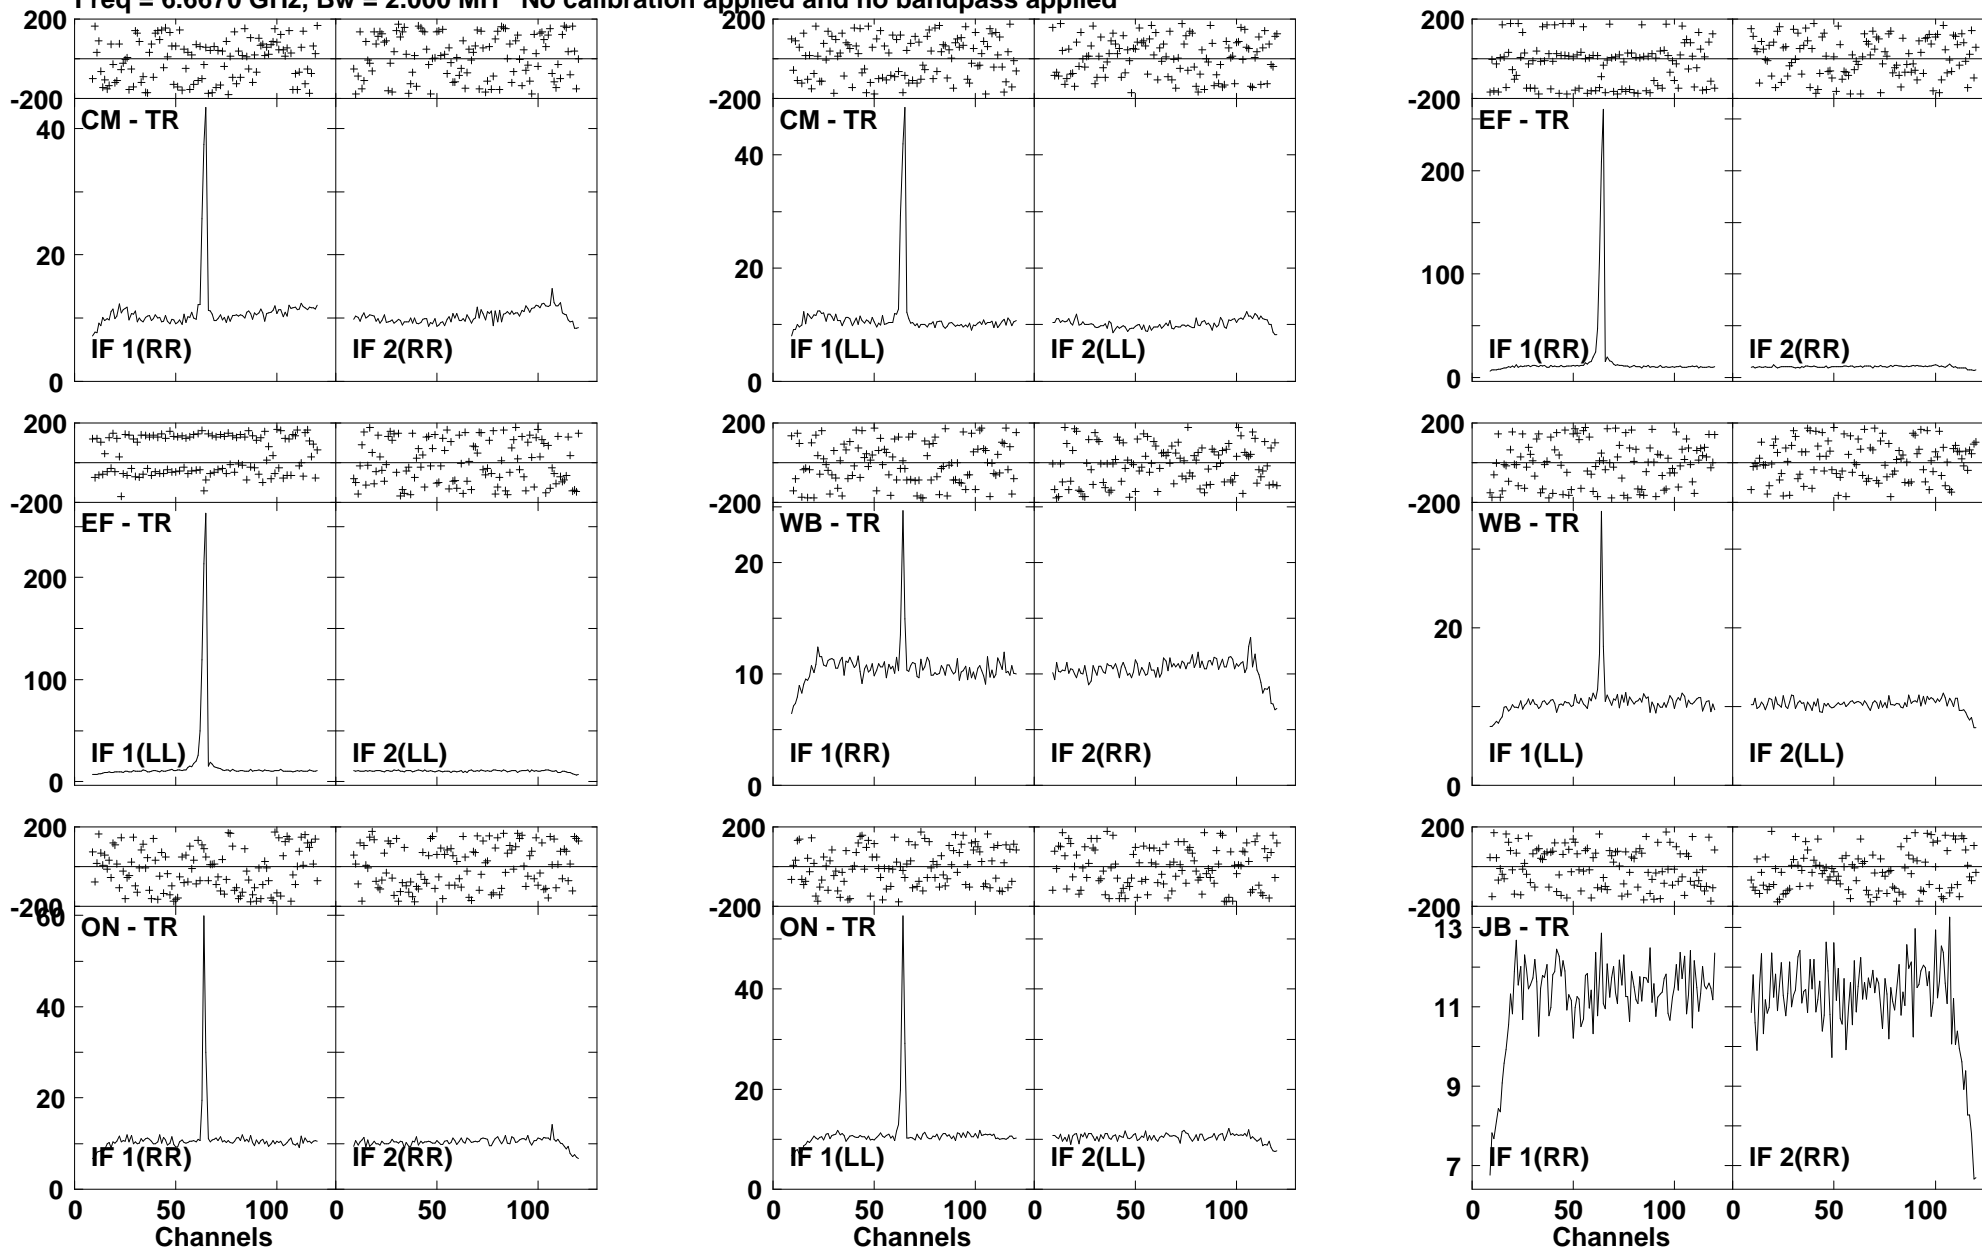 Freq = 6.6670 GHz, Bw = 2.000 MH No calibration applied and no bandpass applied
200 200 200
-200 -200 -200
CM - TR CM - TR EF - TR
40 40 200
20 20 100
IF 1(RR) IF 2(RR) IF 1(LL) IF 2(LL) IF 1(RR) IF 2(RR)
0 0 0
200 200 200
-200 -200 -200
EF - TR WB - TR WB - TR
200 20 20
100 10
IF 1(LL) IF 2(LL) IF 1(RR) IF 2(RR) IF 1(LL) IF 2(LL)
0 0 0
200 200 200
-200 -200 -200
60 13
ON - TR ON - TR JB - TR
40 40 11
20 20 9
IF 1(RR) IF 2(RR) IF 1(LL) IF 2(LL) IF 1(RR) IF 2(RR)
0 0 7
0 50 100 0 50 100 0 50 100 0 50 100 0 50 100 0 50 100
Channels Channels Channels